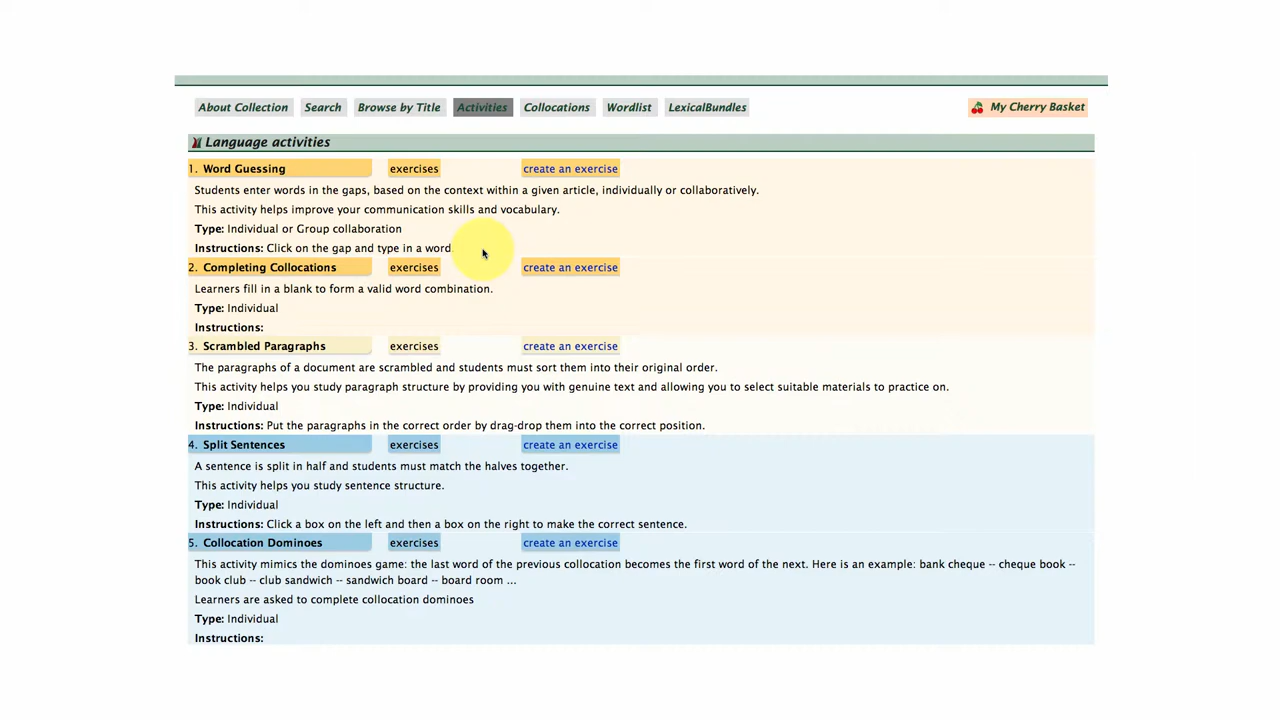 About Collection Search Browse by Title Activities Collocations Wordlist LexicalBundles My Cherry Basket
Language activities
1. Word Guessing exercises create an exercise
Students enter words in the gaps, based on the context within a given article, individually or collaboratively.
This activity helps improve your communication skills and vocabulary.
Type: Individual or Group collaboration
Instructions: Click on the gap and type in a word.
2. Completing Collocations exercises create an exercise
Learners fill in a blank to form a valid word combination.
Type: Individual
Instructions:
3. Scrambled Paragraphs exercises create an exercise
The paragraphs of a document are scrambled and students must sort them into their original order.
This activity helps you study paragraph structure by providing you with genuine text and allowing you to select suitable materials to practice on.
Type: Individual
Instructions: Put the paragraphs in the correct order by drag-drop them into the correct position.
4. Split Sentences exercises create an exercise
A sentence is split in half and students must match the halves together.
This activity helps you study sentence structure.
Type: Individual
Instructions: Click a box on the left and then a box on the right to make the correct sentence.
5. Collocation Dominoes exercises create an exercise
This activity mimics the dominoes game: the last word of the previous collocation becomes the first word of the next. Here is an example: bank cheque -- cheque book --
book club -- club sandwich -- sandwich board -- board room ...
Learners are asked to complete collocation dominoes
Type: Individual
Instructions: